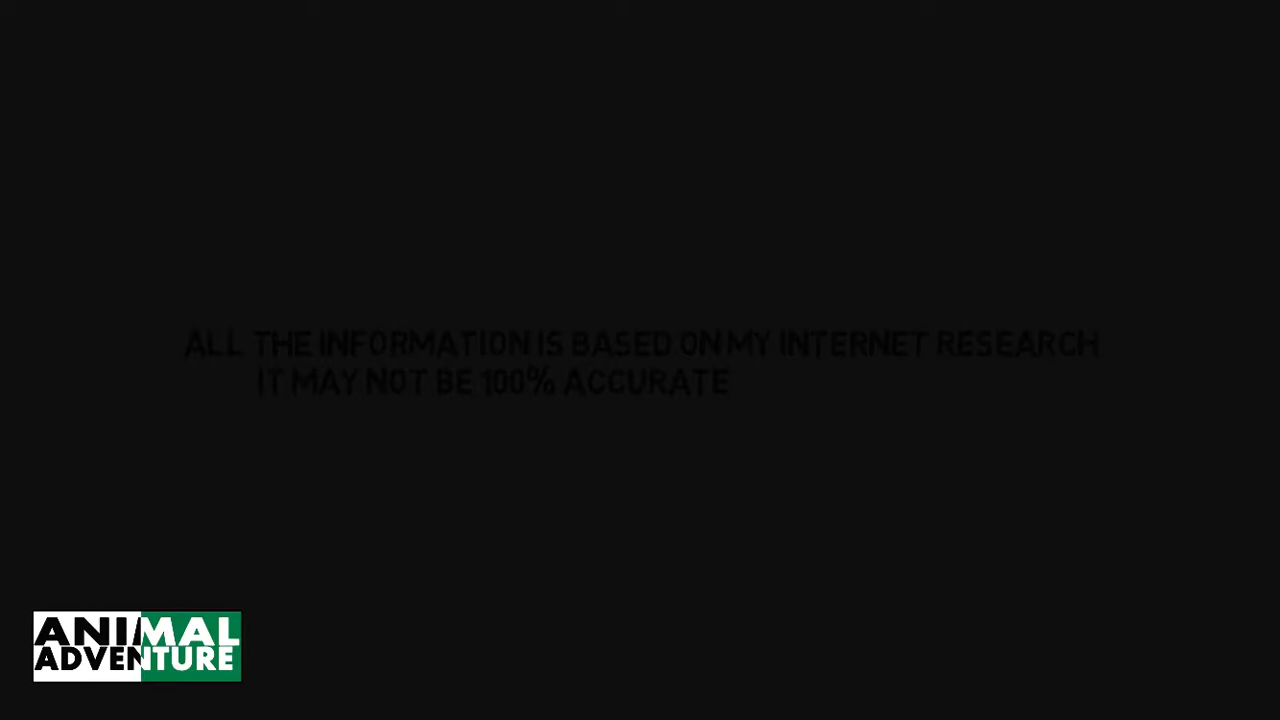 ALL THE INFORMATION IS BASED ON MY INTERNET RESEARCH
IT MAY NOT BE 100% ACCURATE
ANIMAL
ADVENTURE